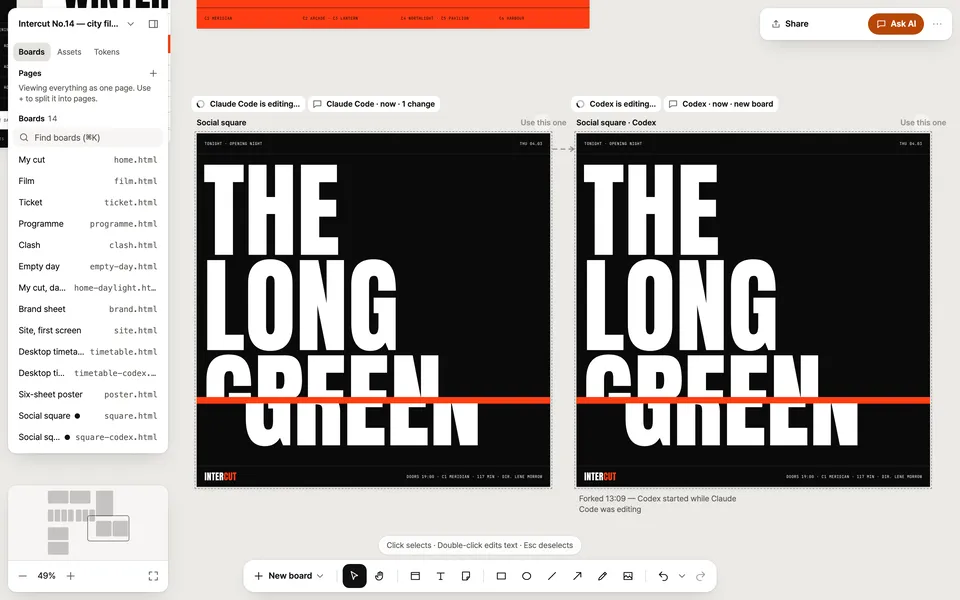 Intercut No.14 — city fil...
Boards
Assets
Tokens
Pages
Viewing everything as one page. Use
+ to split it into pages.
Boards 14
Find boards (⌘K)
My cut home.html
Film film.html
Ticket ticket.html
Programme programme.html
Clash clash.html
Empty day empty-day.html
My cut, da... home-daylight.ht...
Brand sheet brand.html
Site, first screen site.html
Desktop timeta... timetable.html
Desktop ti... timetable-codex....
Six-sheet poster poster.html
Social square square.html
Social sq... square-codex.html
49%
Share
Ask AI
C1 MERIDIAN
Claude Code is editing...
Claude Code · now · 1 change
Social square
Use this one
TONIGHT · OPENING NIGHT
THU 04.03
THE
LONG
GREEN
INTERCUT
DOORS 19:00 · C1 MERIDIAN · 117 MIN · DIR. LENE MORROW
Codex is editing...
Codex · now · new board
Social square · Codex
Use this one
TONIGHT · OPENING NIGHT
THU 04.03
THE
LONG
GREEN
INTERCUT
DOORS 19:00 · C1 MERIDIAN · 117 MIN · DIR. LENE MORROW
Forked 13:09 — Codex started while Claude
Code was editing
Click selects · Double-click edits text · Esc deselects
New board